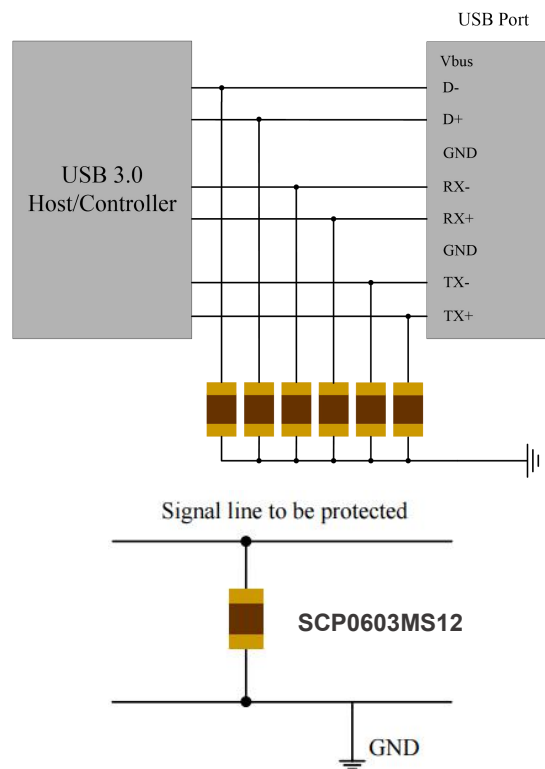 USB Port
Vbus
D-
D+
GND
USB 3.0
Host/Controller
RX-
RX+
GND
TX-
TX+
Signal line to be protected
SCP0603MS12
GND